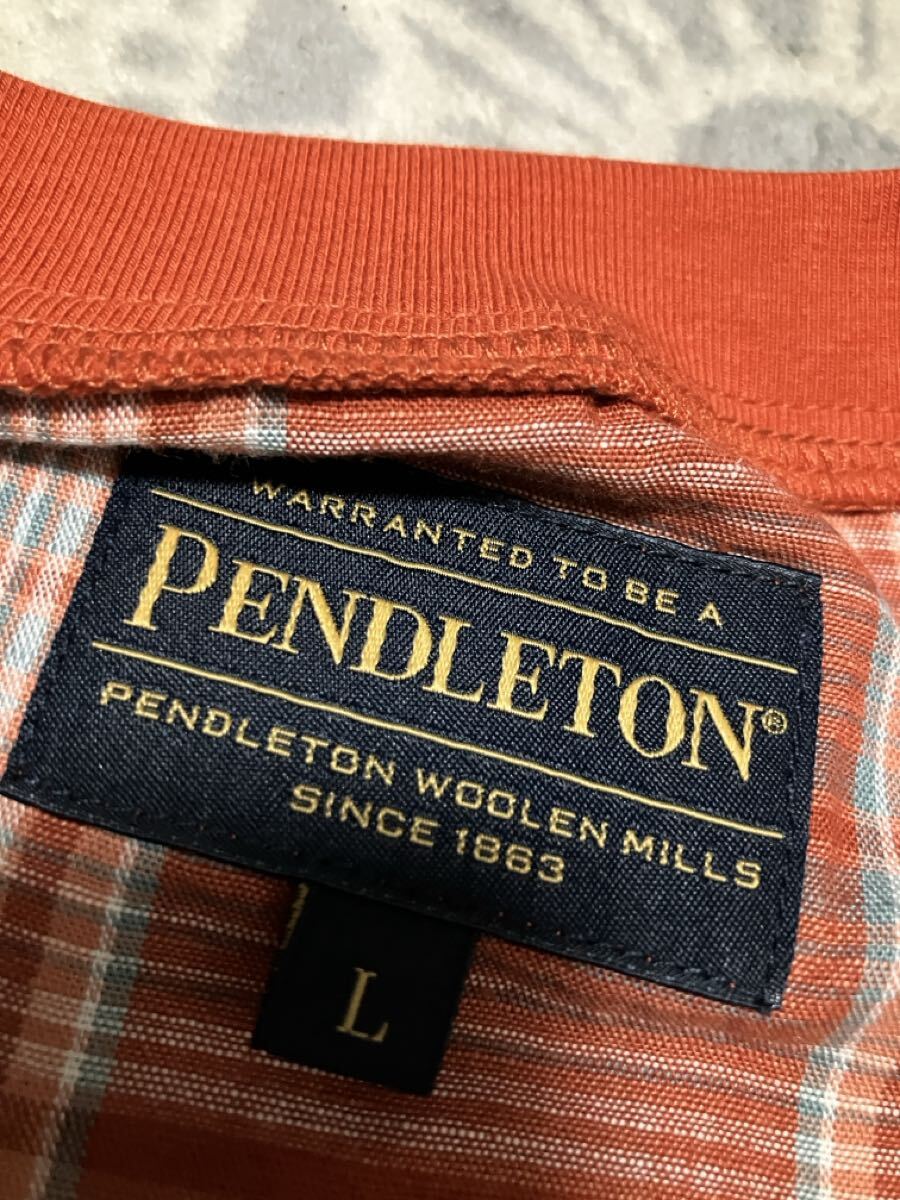 WARRANTED TO BE A
PENDLETON®
PENDLETON WOOLEN MILLS
SINCE 1863
L